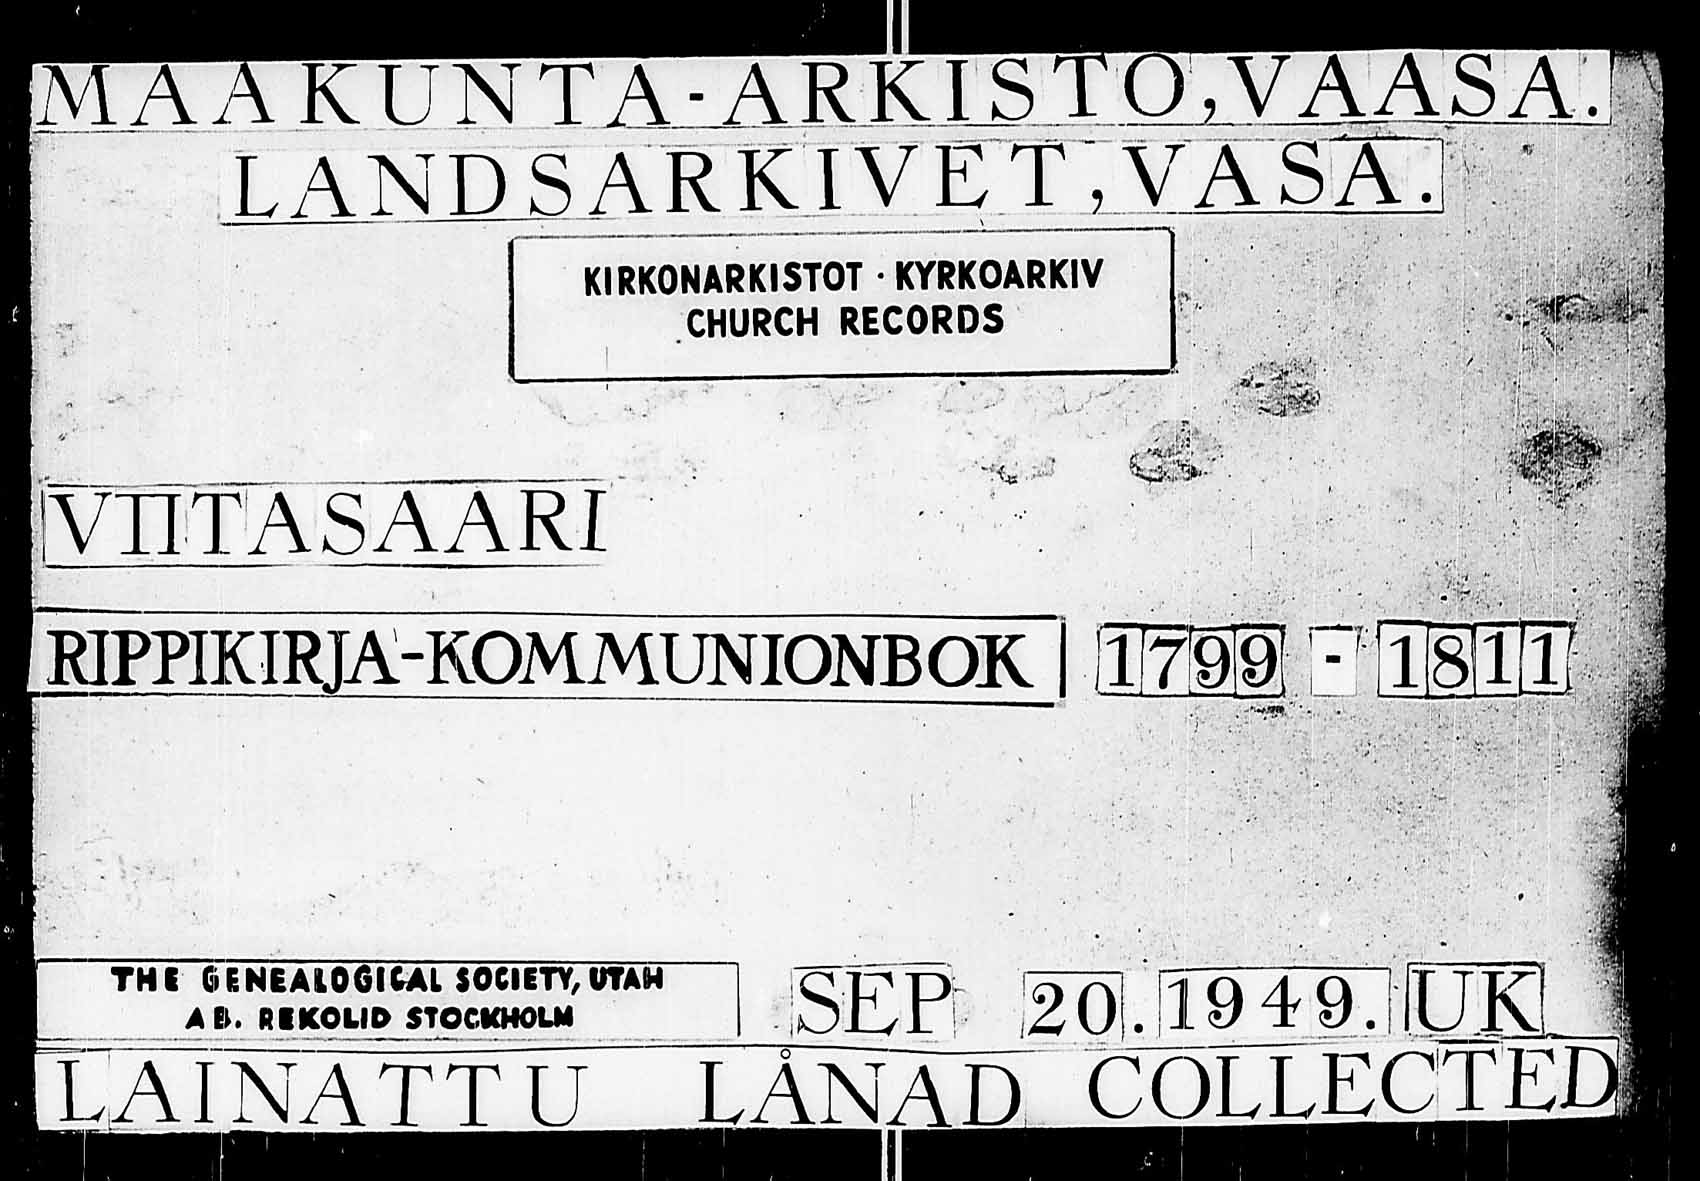 MAAKUNTA-ARKISTO, VAASA.
LANDSARKIVET, VASA.
KIRKONARKISTOT · KYRKOARKIV
CHURCH RECORDS
VIITASAARI
RIPPIKIRJA-KOMMUNIONBOK 1799 - 1811
THE GENEALOGICAL SOCIETY, UTAH
AB. REKOLID STOCKHOLM
SEP 20. 1949. UK
LAINATTU LÅNAD COLLECTED